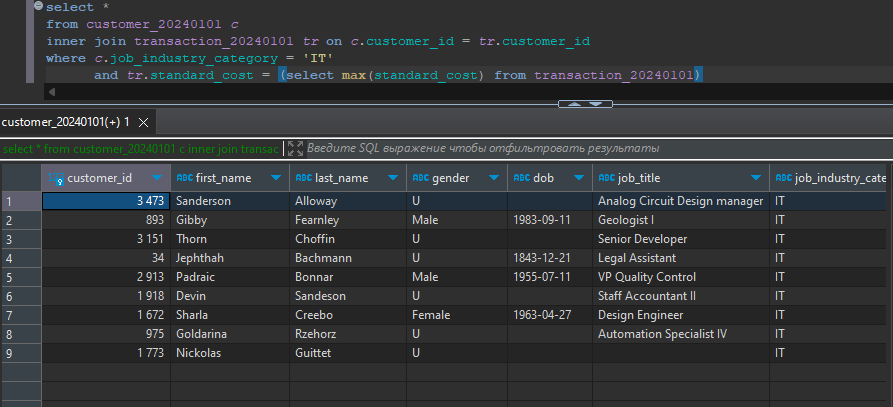 select *
from customer_20240101 c
inner join transaction_20240101 tr on c.customer_id = tr.customer_id
where c.job_industry_category = 'IT'
and tr.standard_cost = (select max(standard_cost) from transaction_20240101)
customer_20240101(+) 1
select * from customer_20240101 c inner join transac Введите SQL выражение чтобы отфильтровать результаты
customer_id ABC first_name ABC last_name ABC gender ABC dob ABC job_title ABC job_industry_cate
1 3 473 Sanderson Alloway U Analog Circuit Design manager IT
2 893 Gibby Fearnley Male 1983-09-11 Geologist I IT
3 3 151 Thorn Choffin U Senior Developer IT
4 34 Jephthah Bachmann U 1843-12-21 Legal Assistant IT
5 2 913 Padraic Bonnar Male 1955-07-11 VP Quality Control IT
6 1 918 Devin Sandeson U Staff Accountant II IT
7 1 672 Sharla Creebo Female 1963-04-27 Design Engineer IT
8 975 Goldarina Rzehorz U Automation Specialist IV IT
9 1 773 Nickolas Guittet U IT